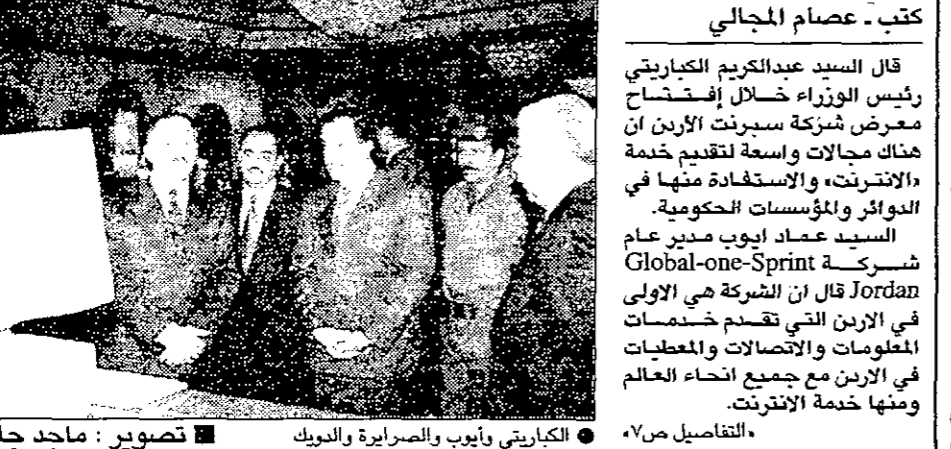 كتب ـ عصام المجالي
قال السيد عبدالكريم الكباريتي
رئيس الوزراء خلال إفتتاح
معرض شركة سبرنت الأردن ان
هناك مجالات واسعة لتقديم خدمة
«الانترنت» والاستفادة منها في
الدوائر والمؤسسات الحكومية.
السيد عماد ايوب مدير عام
شركة Global-one-Sprint
Jordan قال ان الشركة هي الاولى
في الاردن التي تقدم خدمات
المعلومات والاتصالات والمعطيات
في الاردن مع جميع انحاء العالم
ومنها خدمة الانترنت.
«التفاصيل ص٧»
● الكباريتي وأيوب والصرايرة والدويك
■ تصوير : ماجد